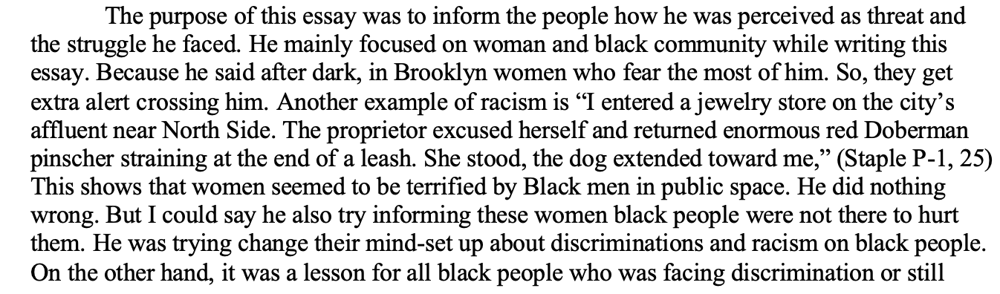 The purpose of this essay was to inform the people how he was perceived as threat and
the struggle he faced. He mainly focused on woman and black community while writing this
essay. Because he said after dark, in Brooklyn women who fear the most of him. So, they get
extra alert crossing him. Another example of racism is “I entered a jewelry store on the city’s
affluent near North Side. The proprietor excused herself and returned enormous red Doberman
pinscher straining at the end of a leash. She stood, the dog extended toward me,” (Staple P-1, 25)
This shows that women seemed to be terrified by Black men in public space. He did nothing
wrong. But I could say he also try informing these women black people were not there to hurt
them. He was trying change their mind-set up about discriminations and racism on black people.
On the other hand, it was a lesson for all black people who was facing discrimination or still